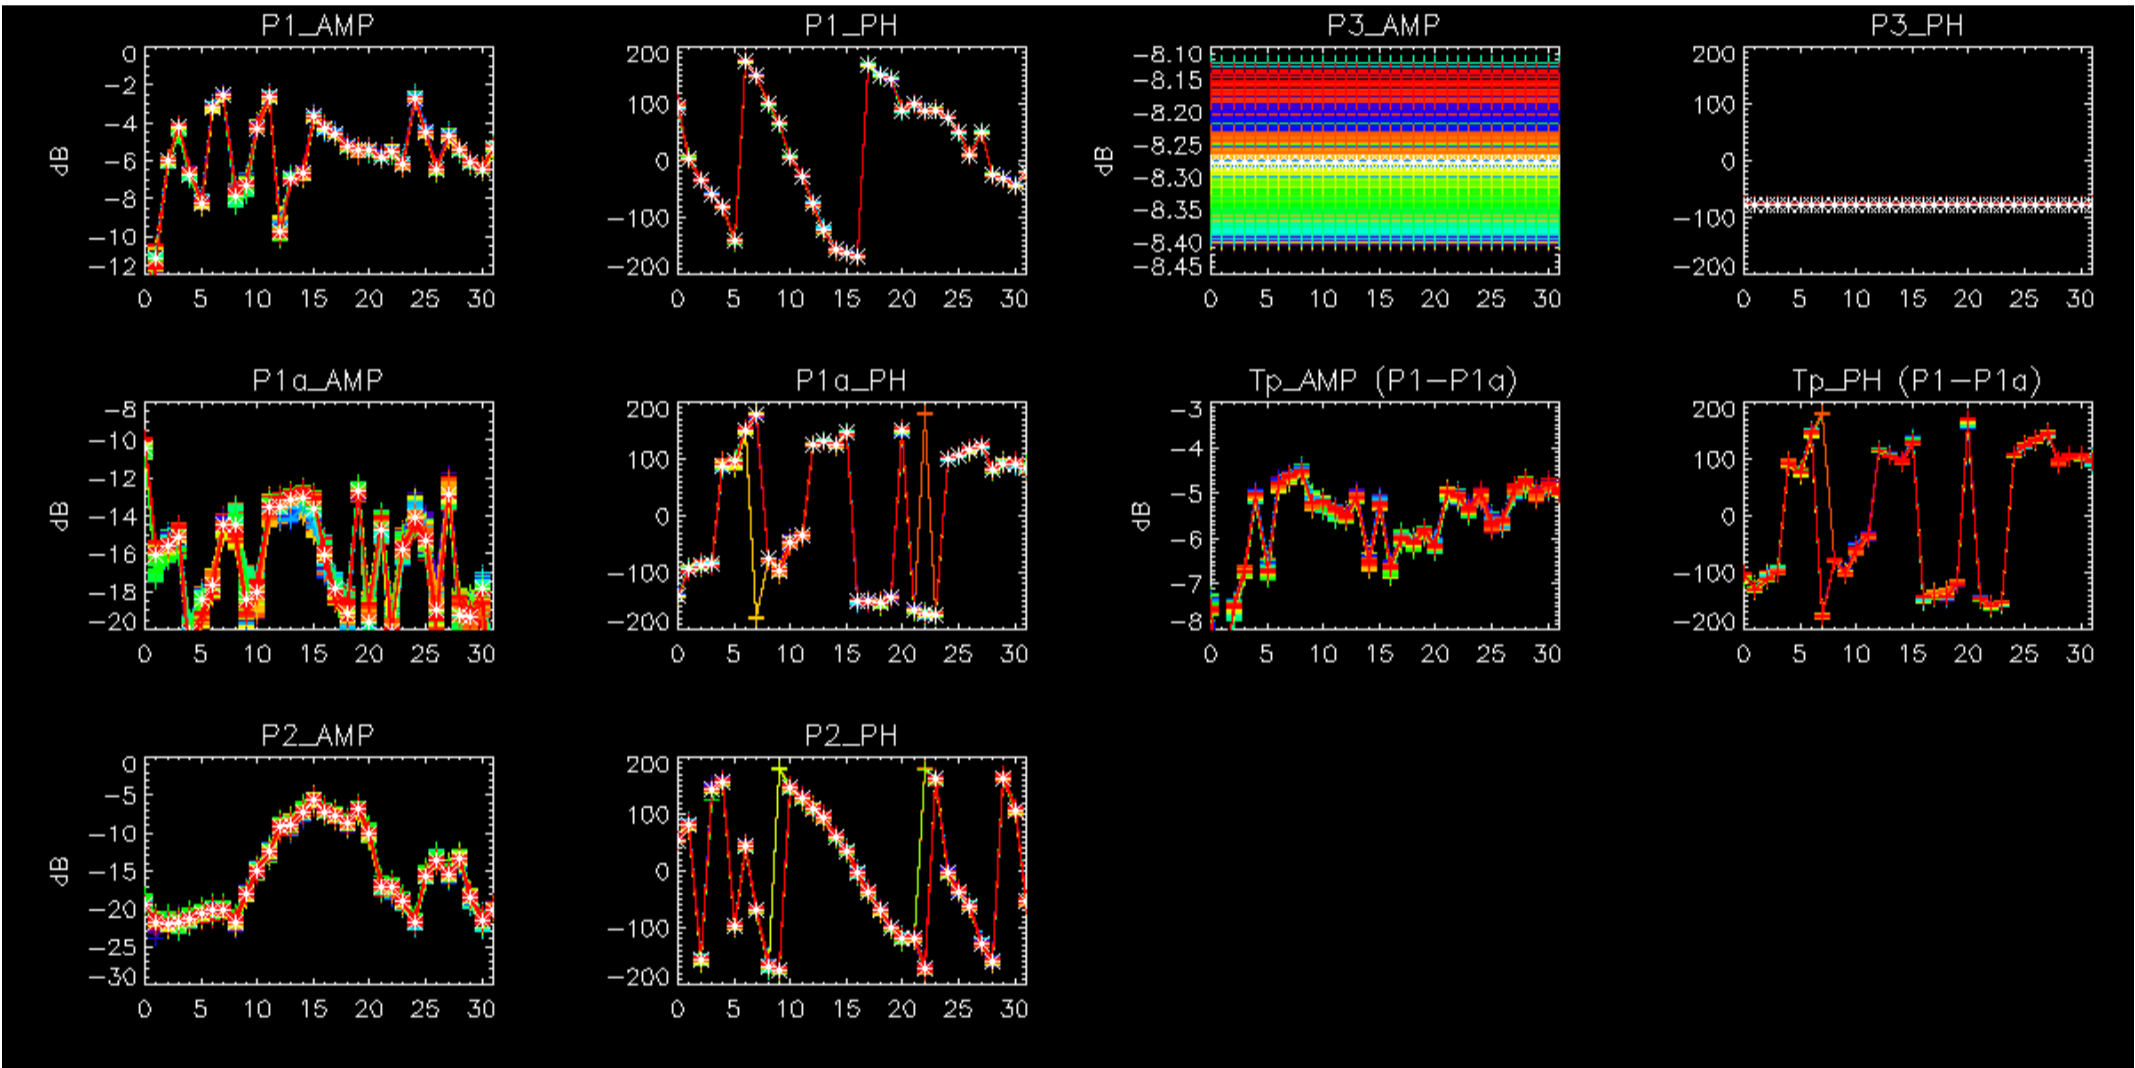 P1_AMP P1_PH P3_AMP P3_PH
dB 0 −2 −4 −6 −8 −10 −12
0 5 10 15 20 25 30
200 100 0 −100 −200
0 5 10 15 20 25 30
dB −8.10 −8.15 −8.20 −8.25 −8.30 −8.35 −8.40 −8.45
0 5 10 15 20 25 30
200 100 0 −100 −200
0 5 10 15 20 25 30
P1a_AMP P1a_PH Tp_AMP (P1−P1a) Tp_PH (P1−P1a)
dB −8 −10 −12 −14 −16 −18 −20
0 5 10 15 20 25 30
200 100 0 −100 −200
0 5 10 15 20 25 30
dB −3 −4 −5 −6 −7 −8
0 5 10 15 20 25 30
200 100 0 −100 −200
0 5 10 15 20 25 30
P2_AMP P2_PH
dB 0 −5 −10 −15 −20 −25 −30
0 5 10 15 20 25 30
200 100 0 −100 −200
0 5 10 15 20 25 30